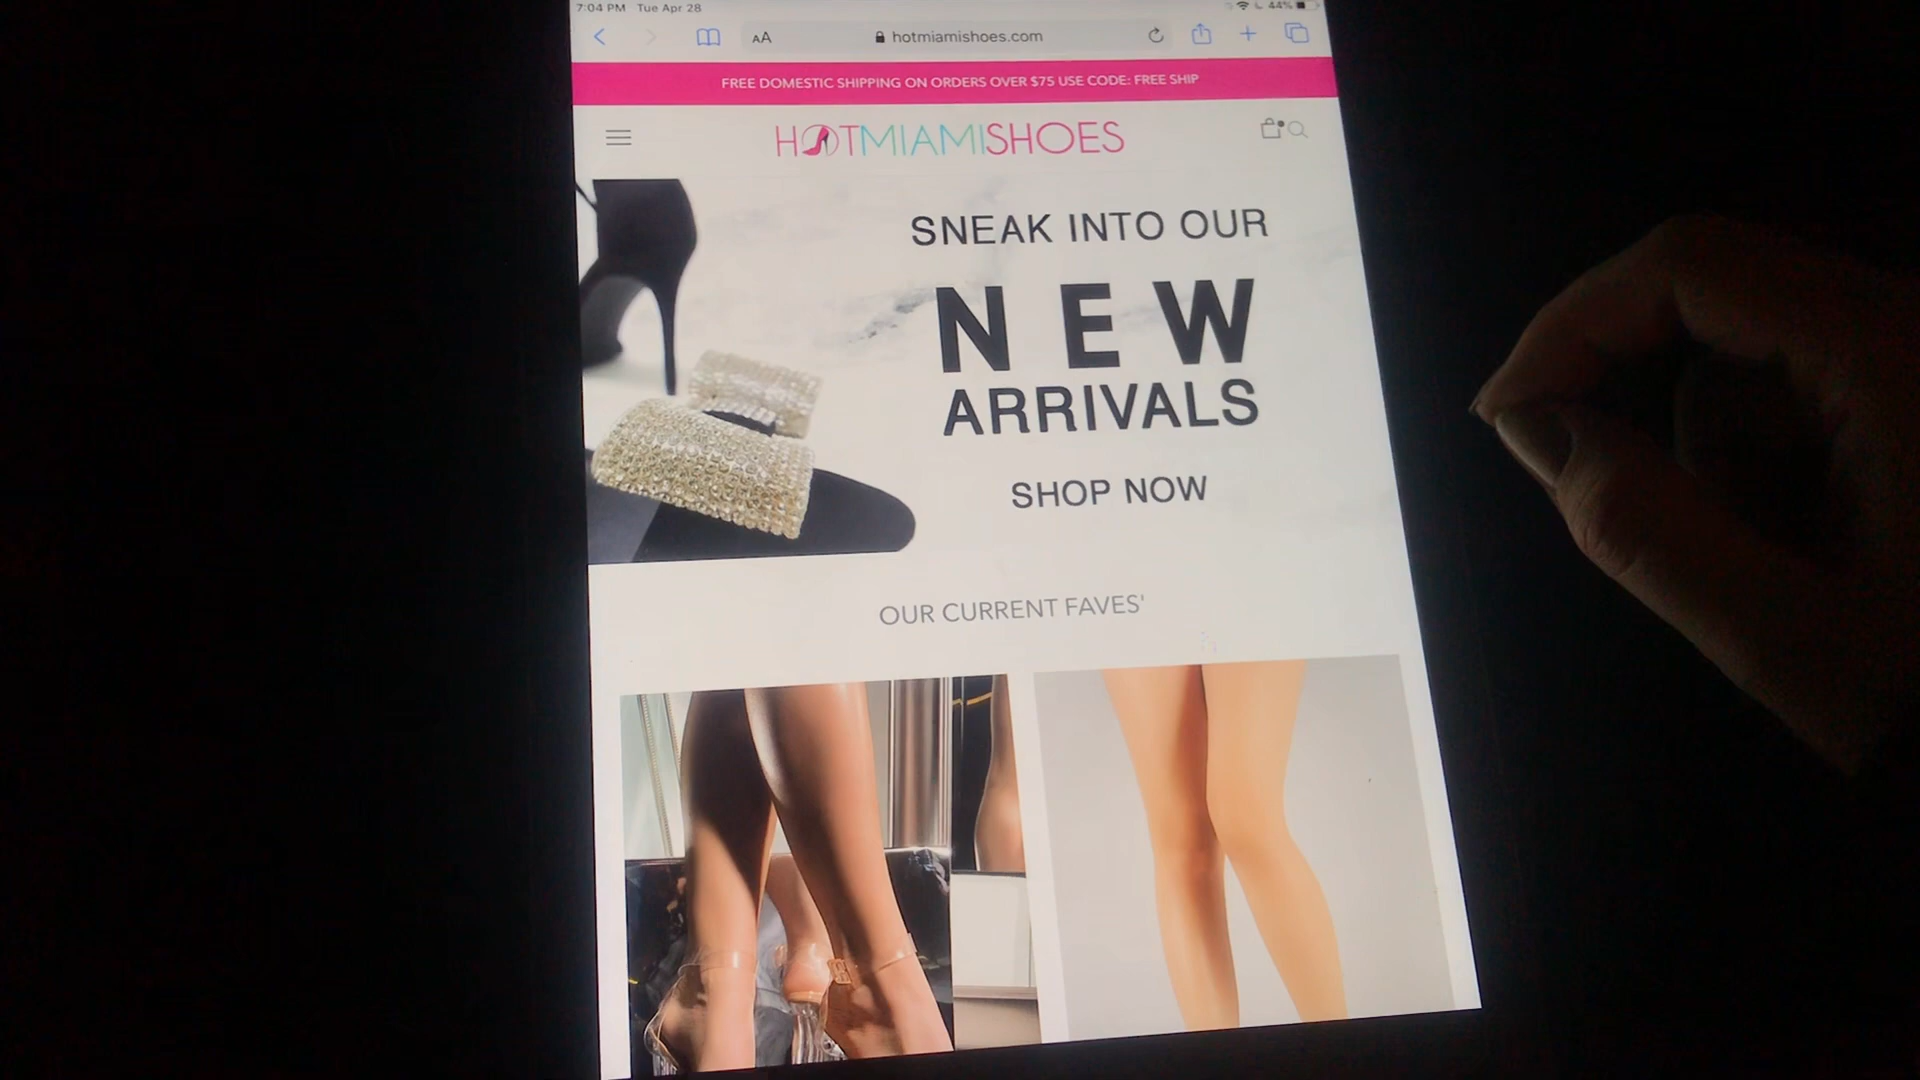 7:04 PM Tue Apr 28
44%
AA
hotmiamishoes.com
FREE DOMESTIC SHIPPING ON ORDERS OVER $75 USE CODE: FREE SHIP
HOTMIAMISHOES
SNEAK INTO OUR
NEW
ARRIVALS
SHOP NOW
OUR CURRENT FAVES'